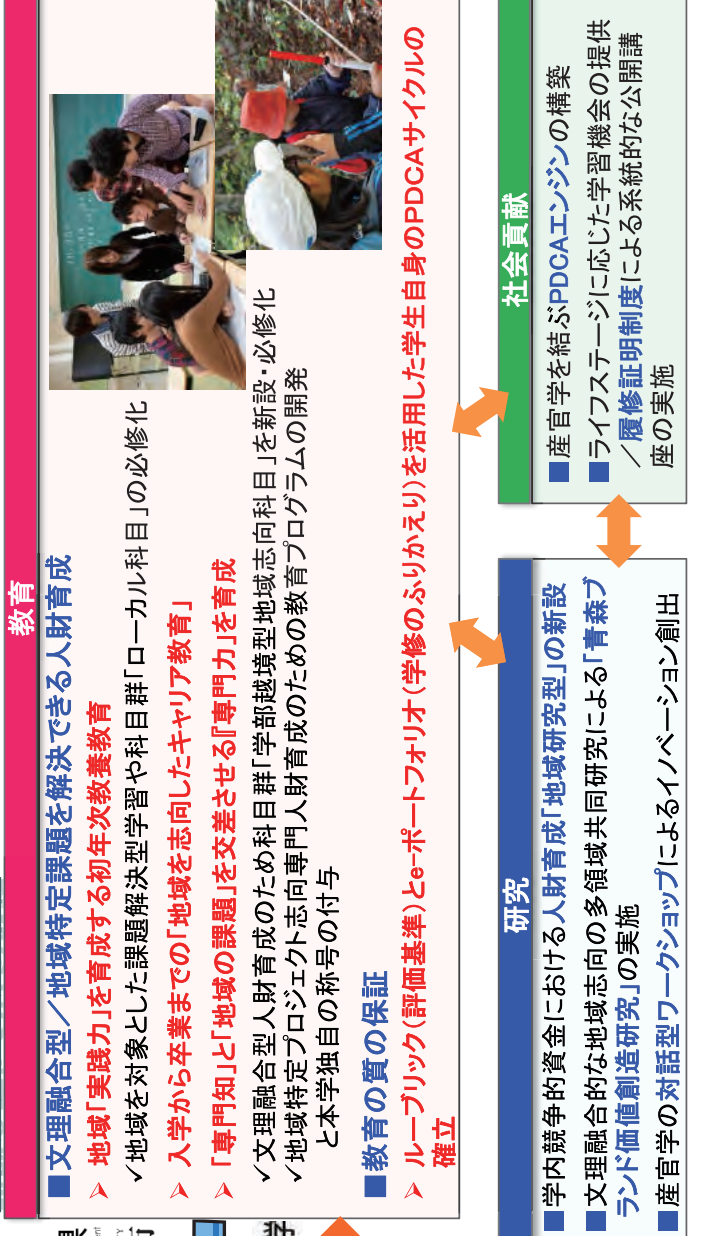 教育
■文理融合型／地域特定課題を解決できる人財育成
➢ 地域「実践力」を育成する初年次教養教育
✓地域を対象とした課題解決型学習や科目群「ローカル科目」の必修化
➢ 入学から卒業までの「地域を志向したキャリア教育」
➢ 「専門知」と「地域の課題」を交差させる『専門力」を育成
✓文理融合型人財育成のため科目群「学部越境型地域志向科目」を新設・必修化
✓地域特定プロジェクト志向専門人財育成のための教育プログラムの開発
と本学独自の称号の付与
■教育の質の保証
➢ ルーブリック（評価基準）とe-ポートフォリオ（学修のふりかえり）を活用した学生自身のPDCAサイクルの
確立
研究
■学内競争的資金における人財育成「地域研究型」の新設
■文理融合的な地域志向の多領域共同研究による「青森ブ
ランド価値創造研究」の実施
■産官学の対話型ワークショップによるイノベーション創出
社会貢献
■産官学を結ぶPDCAエンジンの構築
■ライフステージに応じた学習機会の提供
／履修証明制度による系統的な公開講
座の実施
学